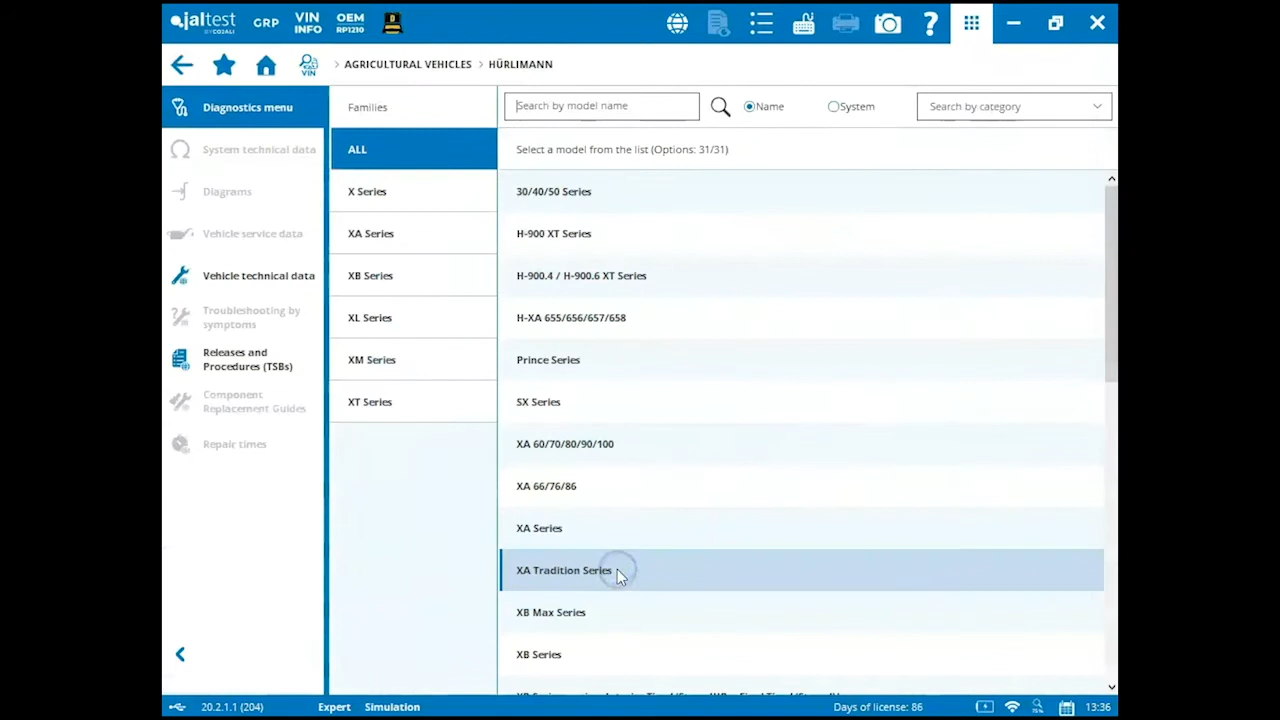 jaltest
BY COJALI
GRP
VIN
INFO
OEM
RP1210
VIN
> AGRICULTURAL VEHICLES > HÜRLIMANN
Diagnostics menu
System technical data
Diagrams
Vehicle service data
Vehicle technical data
Troubleshooting by
symptoms
Releases and
Procedures (TSBs)
Component
Replacement Guides
Repair times
Families
ALL
X Series
XA Series
XB Series
XL Series
XM Series
XT Series
Search by model name
Name
System
Search by category
Select a model from the list (Options: 31/31)
30/40/50 Series
H-900 XT Series
H-900.4 / H-900.6 XT Series
H-XA 655/656/657/658
Prince Series
SX Series
XA 60/70/80/90/100
XA 66/76/86
XA Series
XA Tradition Series
XB Max Series
XB Series
20.2.1.1 (204)
Expert
Simulation
Days of license: 86
13:36